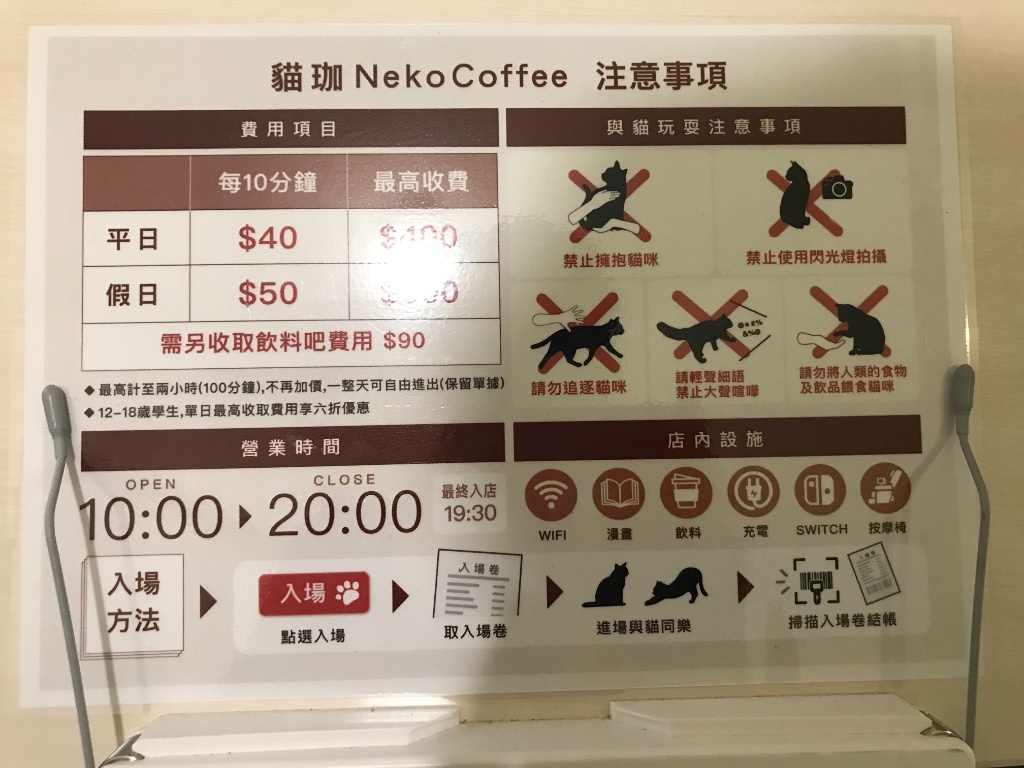 貓珈 NekoCoffee 注意事項
費用項目
每10分鐘 最高收費
平日 $40 $400
假日 $50
需另收取飲料吧費用 $90
◆最高計至兩小時(100分鐘),不再加價,一整天可自由進出(保留單據)
◆12-18歲學生,單日最高收取費用享六折優惠
與貓玩耍注意事項
禁止擁抱貓咪
禁止使用閃光燈拍攝
請勿追逐貓咪
@*$%
&%@
請輕聲細語
禁止大聲喧嘩
請勿將人類的食物
及飲品餵食貓咪
營業時間
OPEN
10:00
CLOSE
20:00
最終入店
19:30
店內設施
WIFI
漫畫
飲料
充電
SWITCH
按摩椅
入場
方法
入場
點選入場
入場卷
取入場卷
進場與貓同樂
入場卷
掃描入場卷結帳